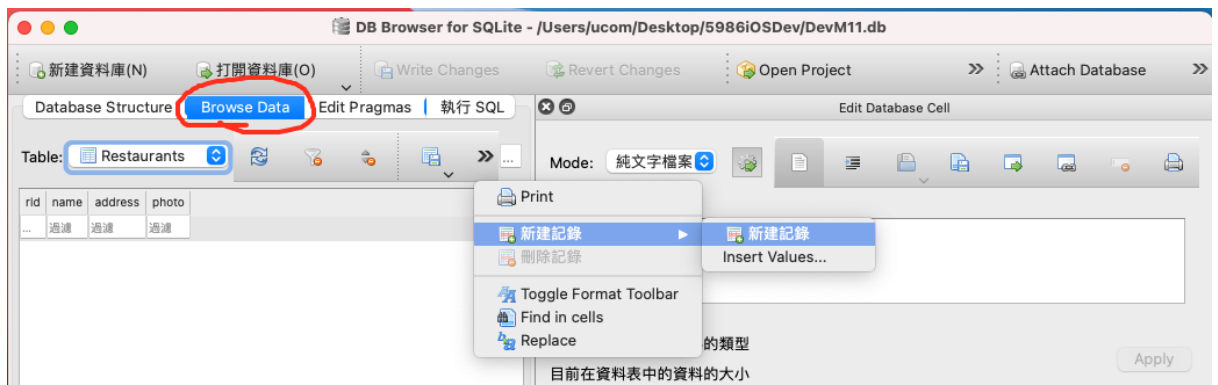 DB Browser for SQLite - /Users/ucom/Desktop/5986iOSDev/DevM11.db
新建資料庫(N) 打開資料庫(O) Write Changes Revert Changes Open Project Attach Database
Database Structure Browse Data Edit Pragmas 執行 SQL
Edit Database Cell
Table: Restaurants ...
Mode: 純文字檔案
rid name address photo
... 過濾 過濾 過濾
Print
新建記錄
刪除記錄
Toggle Format Toolbar
Find in cells
Replace
新建記錄
Insert Values...
的類型
目前在資料表中的資料的大小
Apply